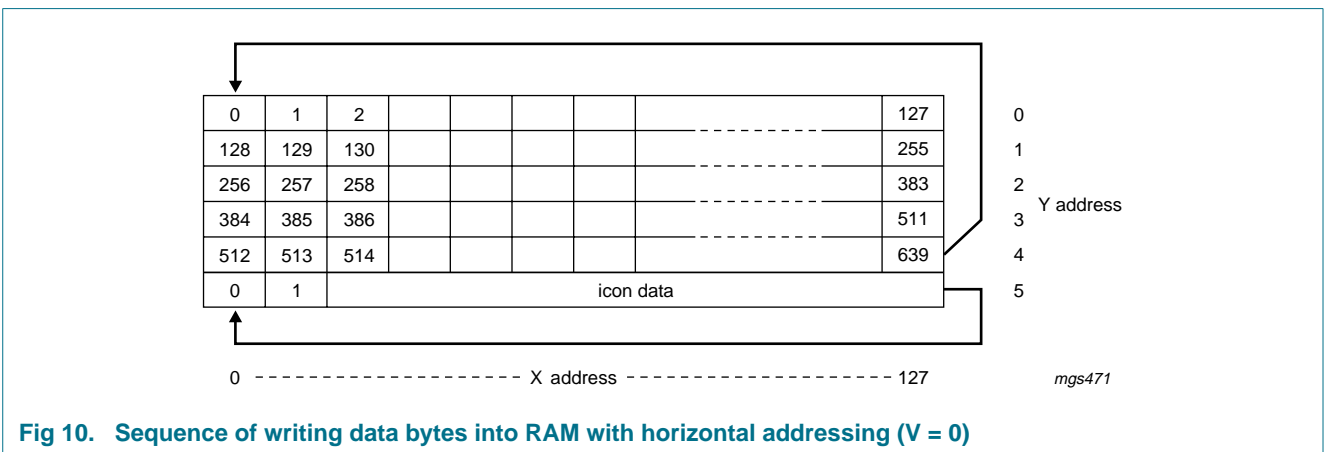 0 1 2 127 0
128 129 130 255 1
256 257 258 383 2
Y address
384 385 386 511 3
512 513 514 639 4
0 1 icon data 5
0 X address 127 mgs471
Fig 10. Sequence of writing data bytes into RAM with horizontal addressing (V = 0)